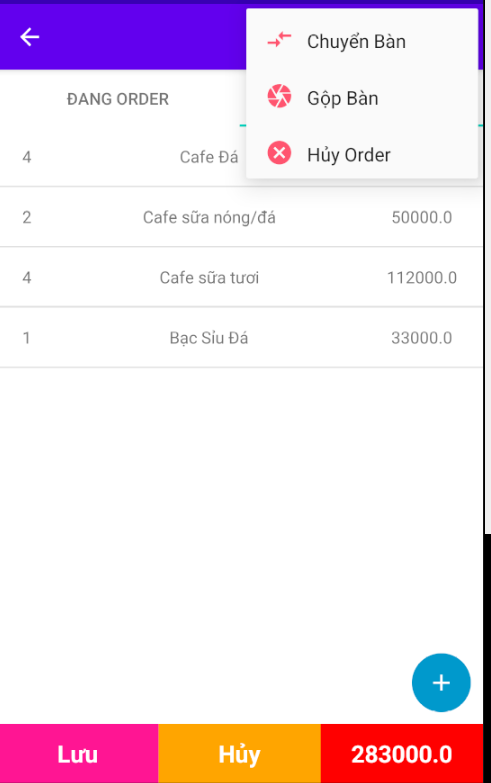 Chuyển Bàn
Gộp Bàn
Hủy Order
ĐANG ORDER
4 Cafe Đá
2 Cafe sữa nóng/đá 50000.0
4 Cafe sữa tươi 112000.0
1 Bạc Sỉu Đá 33000.0
+
Lưu Hủy 283000.0